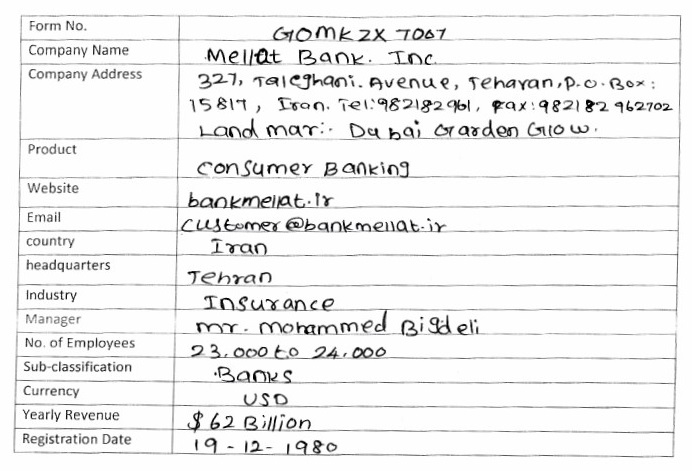 Form No. GOMKZX 7067
Company Name Mellat Bank. Inc.
Company Address 327, Taleghani. Avenue, Teharan, P.O. Box:
15817, Iran. Tel:982182961, Fax:982182 962702
Land mar:- Dubai Garden Glow.
Product Consumer Banking
Website bankmellat.ir
Email customer@bankmellat.ir
country Iran
headquarters Tehran
Industry Insurance
Manager mr. mohammed Bigdeli
No. of Employees 23,000 to 24,000
Sub-classification Banks
Currency USD
Yearly Revenue $62 Billion
Registration Date 19-12-1980